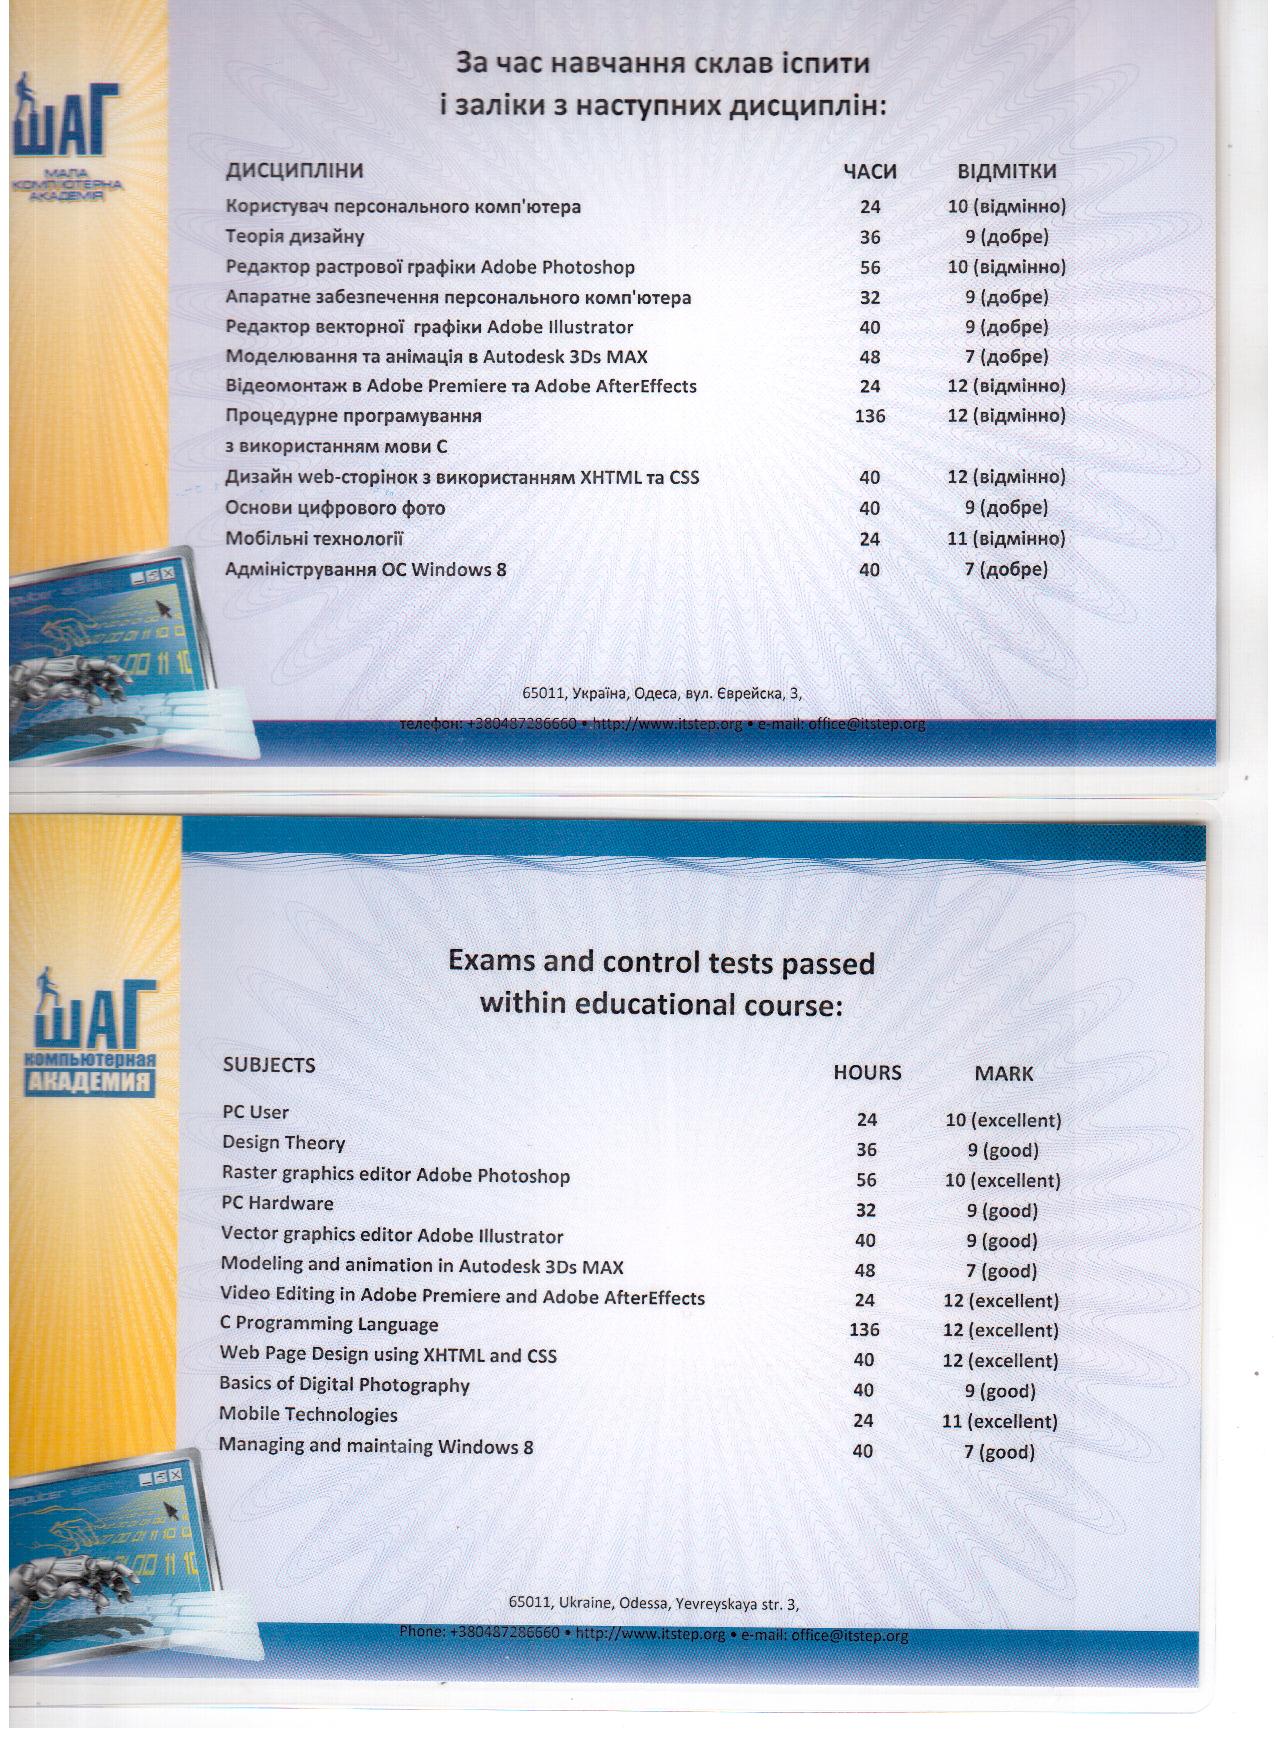 За час навчання склав іспити
і заліки з наступних дисциплін:
ШАГ
МАЛА
КОМП'ЮТЕРНА
АКАДЕМІЯ
ДИСЦИПЛІНИ ЧАСИ ВІДМІТКИ
Користувач персонального комп'ютера 24 10 (відмінно)
Теорія дизайну 36 9 (добре)
Редактор растрової графіки Adobe Photoshop 56 10 (відмінно)
Апаратне забезпечення персонального комп'ютера 32 9 (добре)
Редактор векторної графіки Adobe Illustrator 40 9 (добре)
Моделювання та анімація в Autodesk 3Ds MAX 48 7 (добре)
Відеомонтаж в Adobe Premiere та Adobe AfterEffects 24 12 (відмінно)
Процедурне програмування 136 12 (відмінно)
з використанням мови С
Дизайн web-сторінок з використанням XHTML та CSS 40 12 (відмінно)
Основи цифрового фото 40 9 (добре)
Мобільні технології 24 11 (відмінно)
Адміністрування ОС Windows 8 40 7 (добре)
65011, Україна, Одеса, вул. Єврейска, 3,
телефон: +380487286660 • http://www.itstep.org • e-mail: office@itstep.org
Exams and control tests passed
within educational course:
ШАГ
компьютерная
АКАДЕМИЯ
SUBJECTS HOURS MARK
PC User 24 10 (excellent)
Design Theory 36 9 (good)
Raster graphics editor Adobe Photoshop 56 10 (excellent)
PC Hardware 32 9 (good)
Vector graphics editor Adobe Illustrator 40 9 (good)
Modeling and animation in Autodesk 3Ds MAX 48 7 (good)
Video Editing in Adobe Premiere and Adobe AfterEffects 24 12 (excellent)
C Programming Language 136 12 (excellent)
Web Page Design using XHTML and CSS 40 12 (excellent)
Basics of Digital Photography 40 9 (good)
Mobile Technologies 24 11 (excellent)
Managing and maintaing Windows 8 40 7 (good)
65011, Ukraine, Odessa, Yevreyskaya str. 3,
Phone: +380487286660 • http://www.itstep.org • e-mail: office@itstep.org